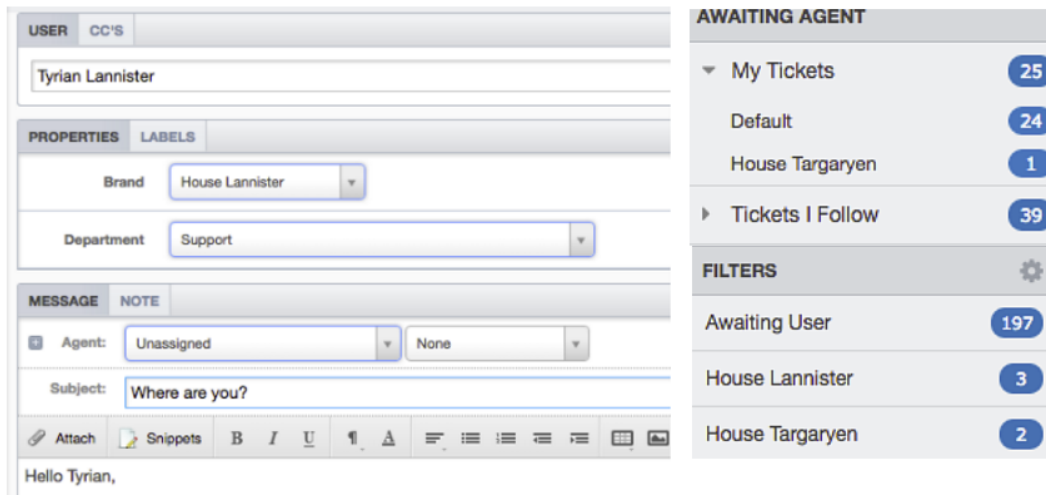 USER CC'S
Tyrian Lannister
PROPERTIES LABELS
Brand House Lannister
Department Support
MESSAGE NOTE
Agent: Unassigned None
Subject: Where are you?
Attach Snippets B I U ¶ A
Hello Tyrian,
AWAITING AGENT
My Tickets 25
Default 24
House Targaryen 1
Tickets I Follow 39
FILTERS
Awaiting User 197
House Lannister 3
House Targaryen 2